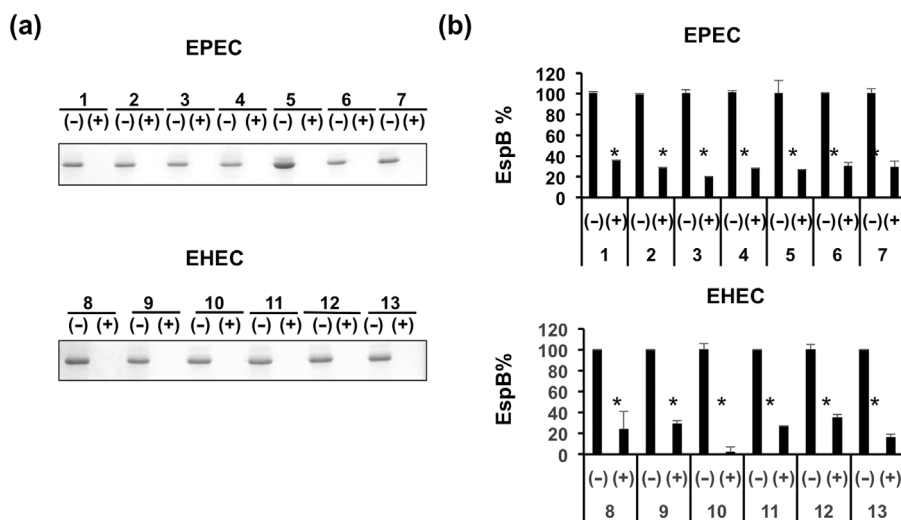 (a)
EPEC
1 2 3 4 5 6 7
(−) (+) (−) (+) (−) (+) (−) (+) (−) (+) (−) (+) (−) (+)
EHEC
8 9 10 11 12 13
(−) (+) (−) (+) (−) (+) (−) (+) (−) (+) (−) (+)
(b)
EPEC
EspB %
120
100
80
60
40
20
0
* * * * * * *
(−) (+) (−) (+) (−) (+) (−) (+) (−) (+) (−) (+) (−) (+)
1 2 3 4 5 6 7
EHEC
EspB%
120
100
80
60
40
20
0
* * * * * *
(−) (+) (−) (+) (−) (+) (−) (+) (−) (+) (−) (+)
8 9 10 11 12 13